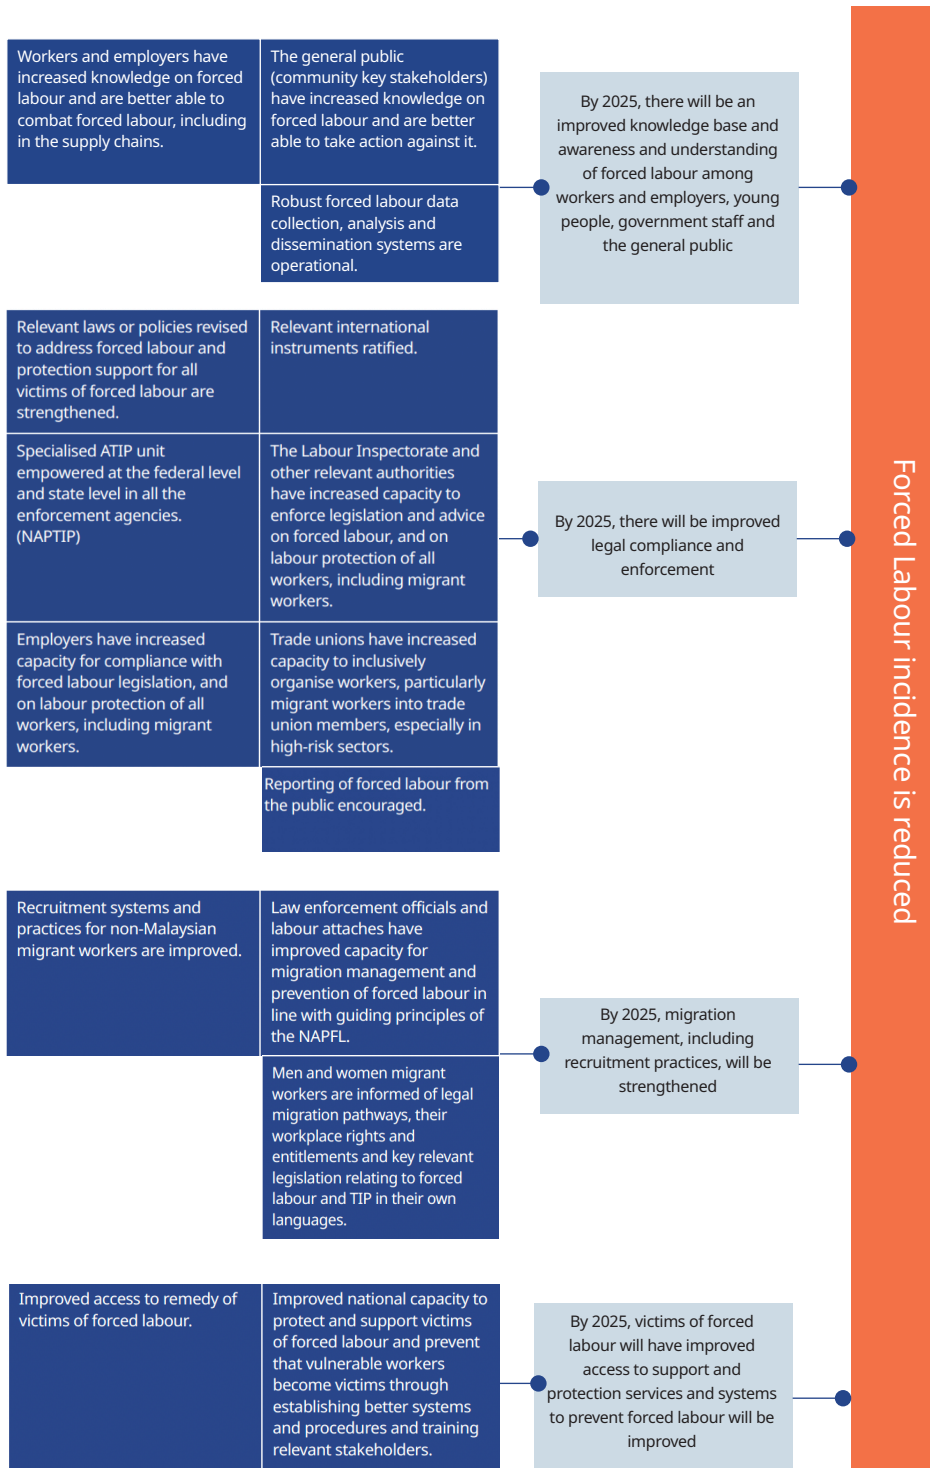 Workers and employers have
increased knowledge on forced
labour and are better able to
combat forced labour, including
in the supply chains.
The general public
(community key stakeholders)
have increased knowledge on
forced labour and are better
able to take action against it.
Robust forced labour data
collection, analysis and
dissemination systems are
operational.
By 2025, there will be an
improved knowledge base and
awareness and understanding
of forced labour among
workers and employers, young
people, government staff and
the general public
Relevant laws or policies revised
to address forced labour and
protection support for all
victims of forced labour are
strengthened.
Relevant international
instruments ratified.
Specialised ATIP unit
empowered at the federal level
and state level in all the
enforcement agencies.
(NAPTIP)
The Labour Inspectorate and
other relevant authorities
have increased capacity to
enforce legislation and advice
on forced labour, and on
labour protection of all
workers, including migrant
workers.
Employers have increased
capacity for compliance with
forced labour legislation, and
on labour protection of all
workers, including migrant
workers.
Trade unions have increased
capacity to inclusively
organise workers, particularly
migrant workers into trade
union members, especially in
high-risk sectors.
Reporting of forced labour from
the public encouraged.
By 2025, there will be improved
legal compliance and
enforcement
Recruitment systems and
practices for non-Malaysian
migrant workers are improved.
Law enforcement officials and
labour attaches have
improved capacity for
migration management and
prevention of forced labour in
line with guiding principles of
the NAPFL.
Men and women migrant
workers are informed of legal
migration pathways, their
workplace rights and
entitlements and key relevant
legislation relating to forced
labour and TIP in their own
languages.
By 2025, migration
management, including
recruitment practices, will be
strengthened
Improved access to remedy of
victims of forced labour.
Improved national capacity to
protect and support victims
of forced labour and prevent
that vulnerable workers
become victims through
establishing better systems
and procedures and training
relevant stakeholders.
By 2025, victims of forced
labour will have improved
access to support and
protection services and systems
to prevent forced labour will be
improved
Forced Labour incidence is reduced